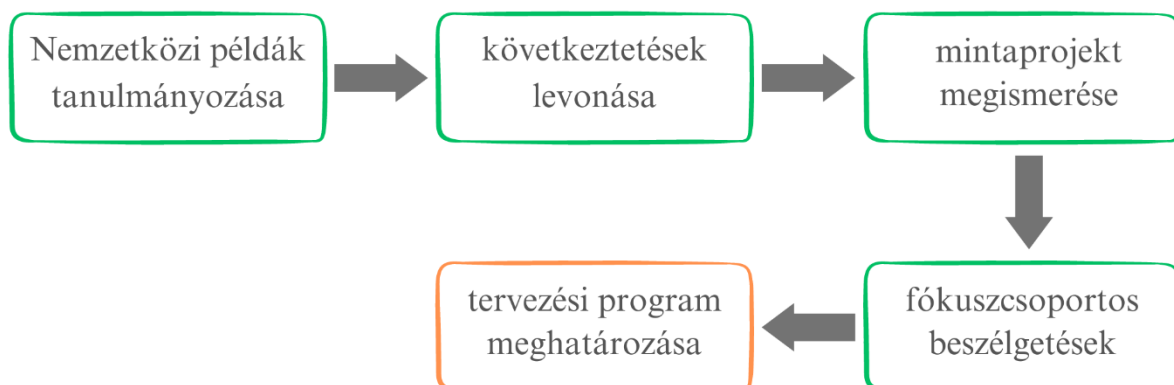 Nemzetközi példák
tanulmányozása
következtetések
levonása
mintaprojekt
megismerése
fókuszcsoportos
beszélgetések
tervezési program
meghatározása